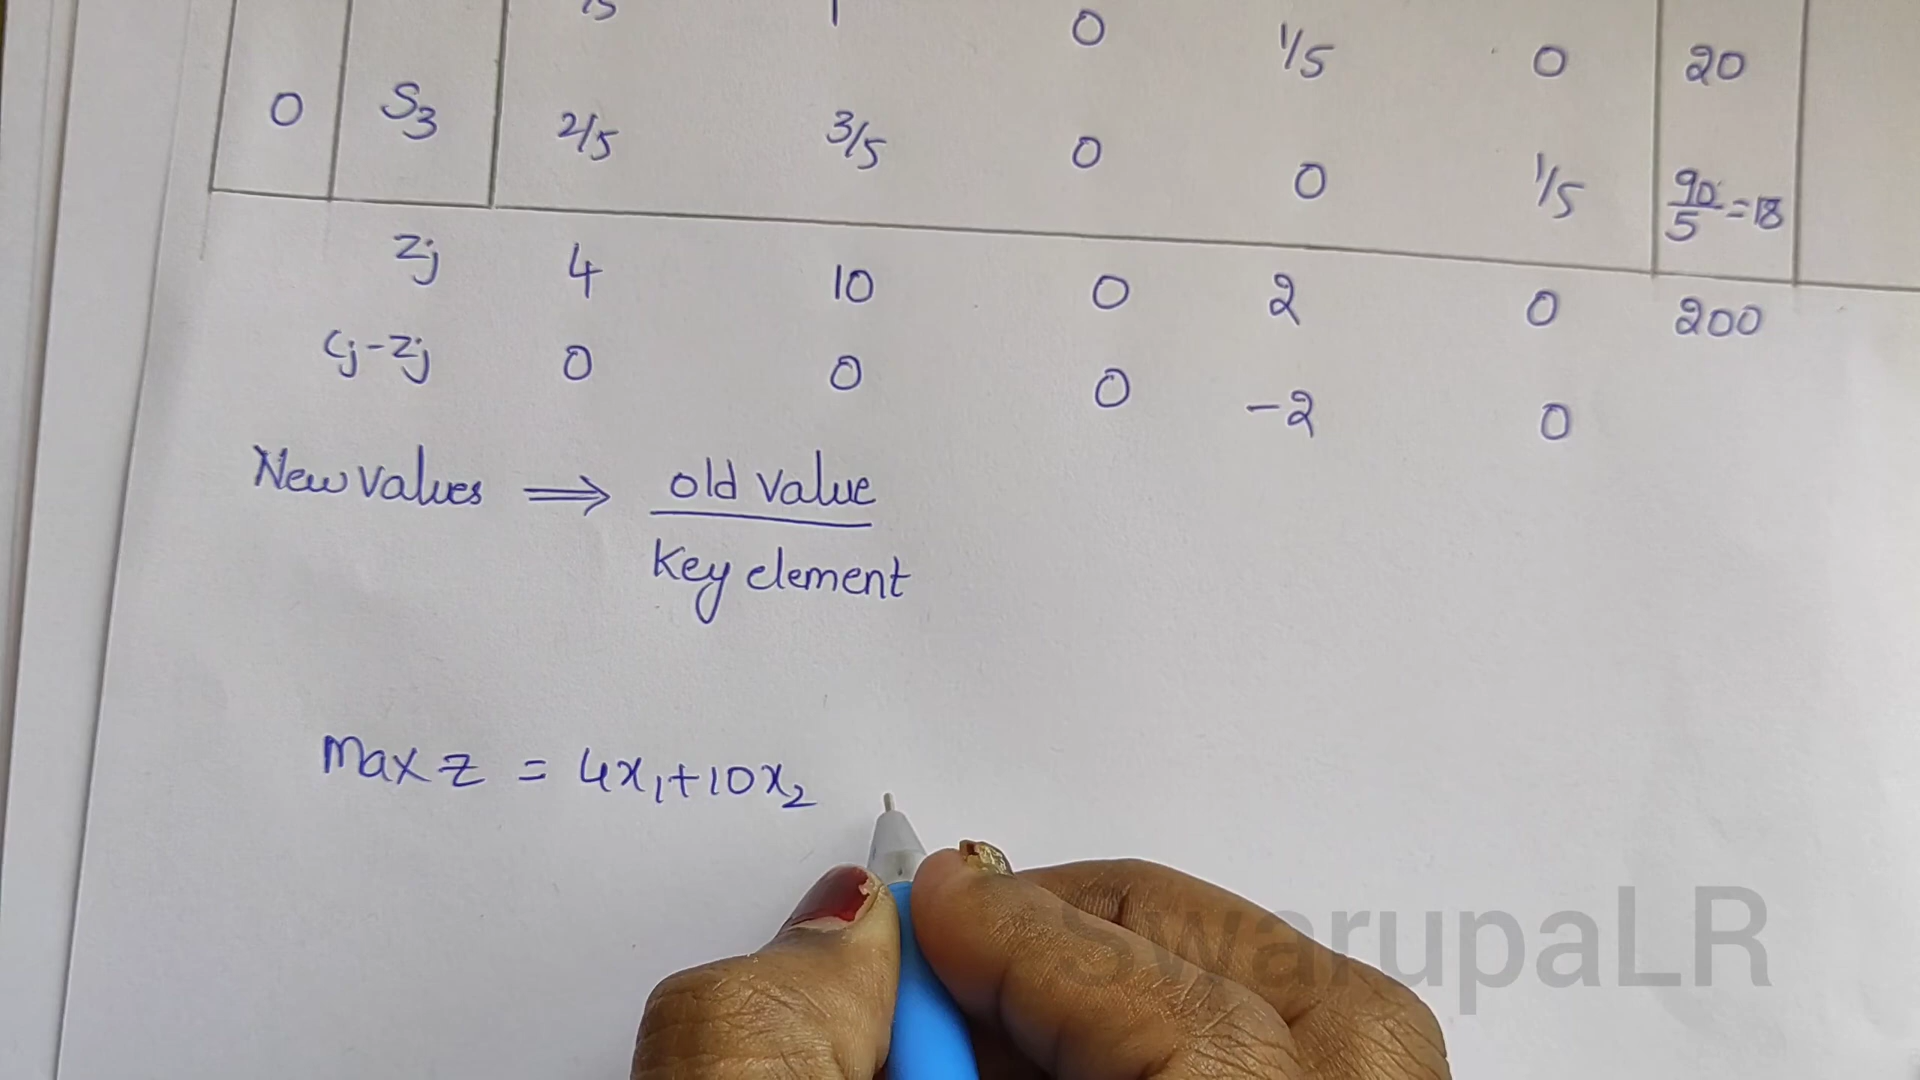 1 0 1/5 0 20
0 S3 2/5 3/5 0 0 1/5 90/5 = 18
Zj 4 10 0 2 0 200
Cj-Zj 0 0 0 -2 0
New values ⟹ old value
Key element
Max Z = 4x1+10x2
SwarupaLR